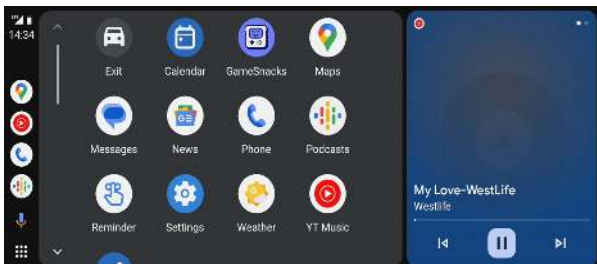 14:34
Exit
Calendar
GameSnacks
Maps
Messages
News
Phone
Podcasts
Reminder
Settings
Weather
YT Music
My Love-WestLife
Westlife